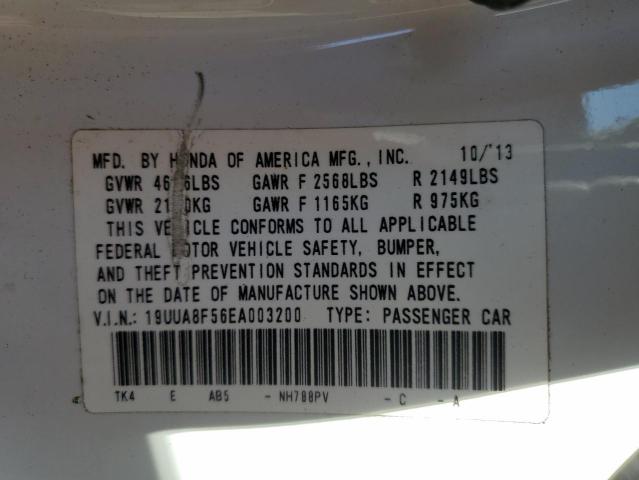 MFD. BY HONDA OF AMERICA MFG., INC. 10/'13
GVWR LBS GAWR F 2568LBS R 2149LBS
GVWR KG GAWR F 1165KG R 975KG
THIS VEHICLE CONFORMS TO ALL APPLICABLE
FEDERAL MOTOR VEHICLE SAFETY, BUMPER,
AND THEFT PREVENTION STANDARDS IN EFFECT
ON THE DATE OF MANUFACTURE SHOWN ABOVE.
V.I.N.: 19UUA8F56EA003200 TYPE: PASSENGER CAR
TK4 E AB5 - NH788PV - C - A